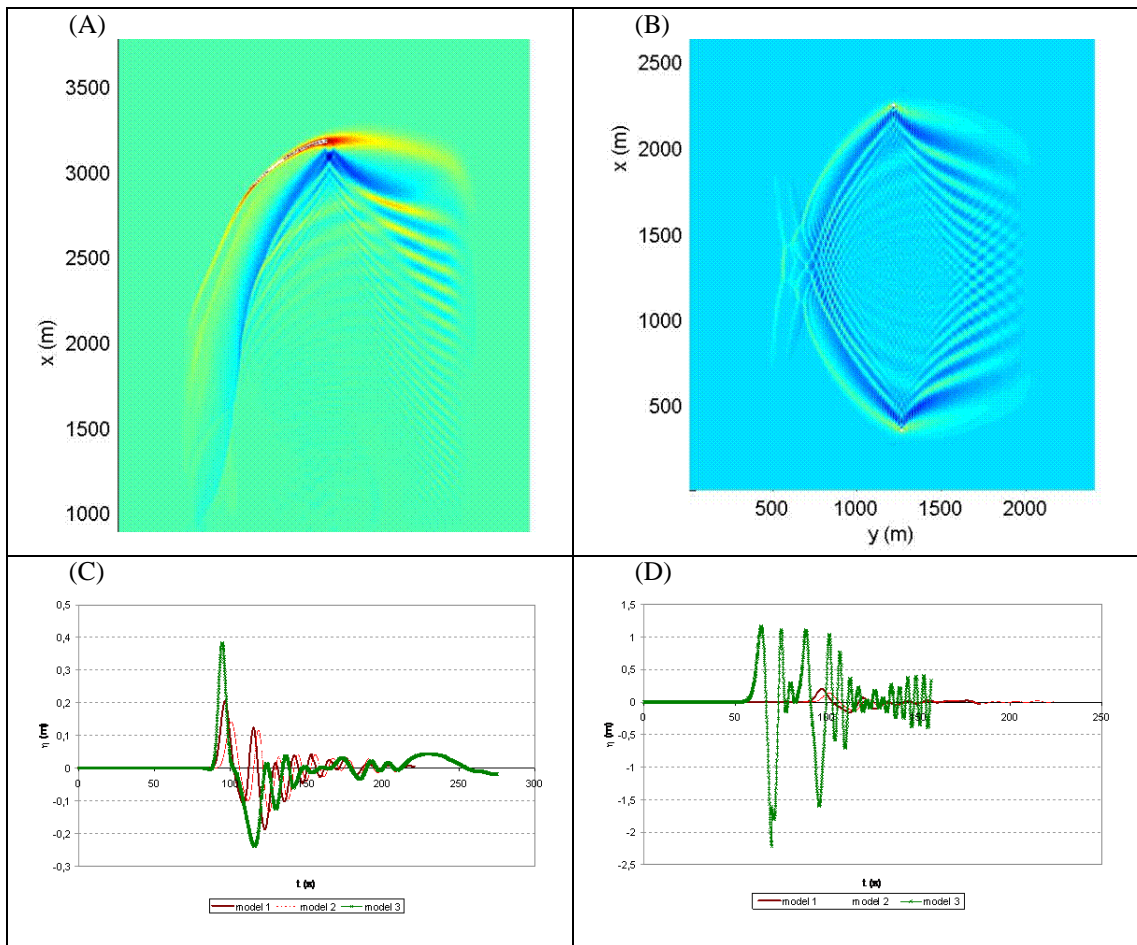 (A)
3500
3000
2500
2000
1500
1000
x (m)
(B)
2500
2000
1500
1000
500
x (m)
500 1000 1500 2000
y (m)
(C)
0,5
0,4
0,3
0,2
0,1
0
-0,1
-0,2
-0,3
η (m)
0 50 100 150 200 250 300
t (s)
model 1 model 2 model 3
(D)
1,5
1
0,5
0
-0,5
-1
-1,5
-2
-2,5
η (m)
0 50 100 150 200 250
t (s)
model 1 model 2 model 3